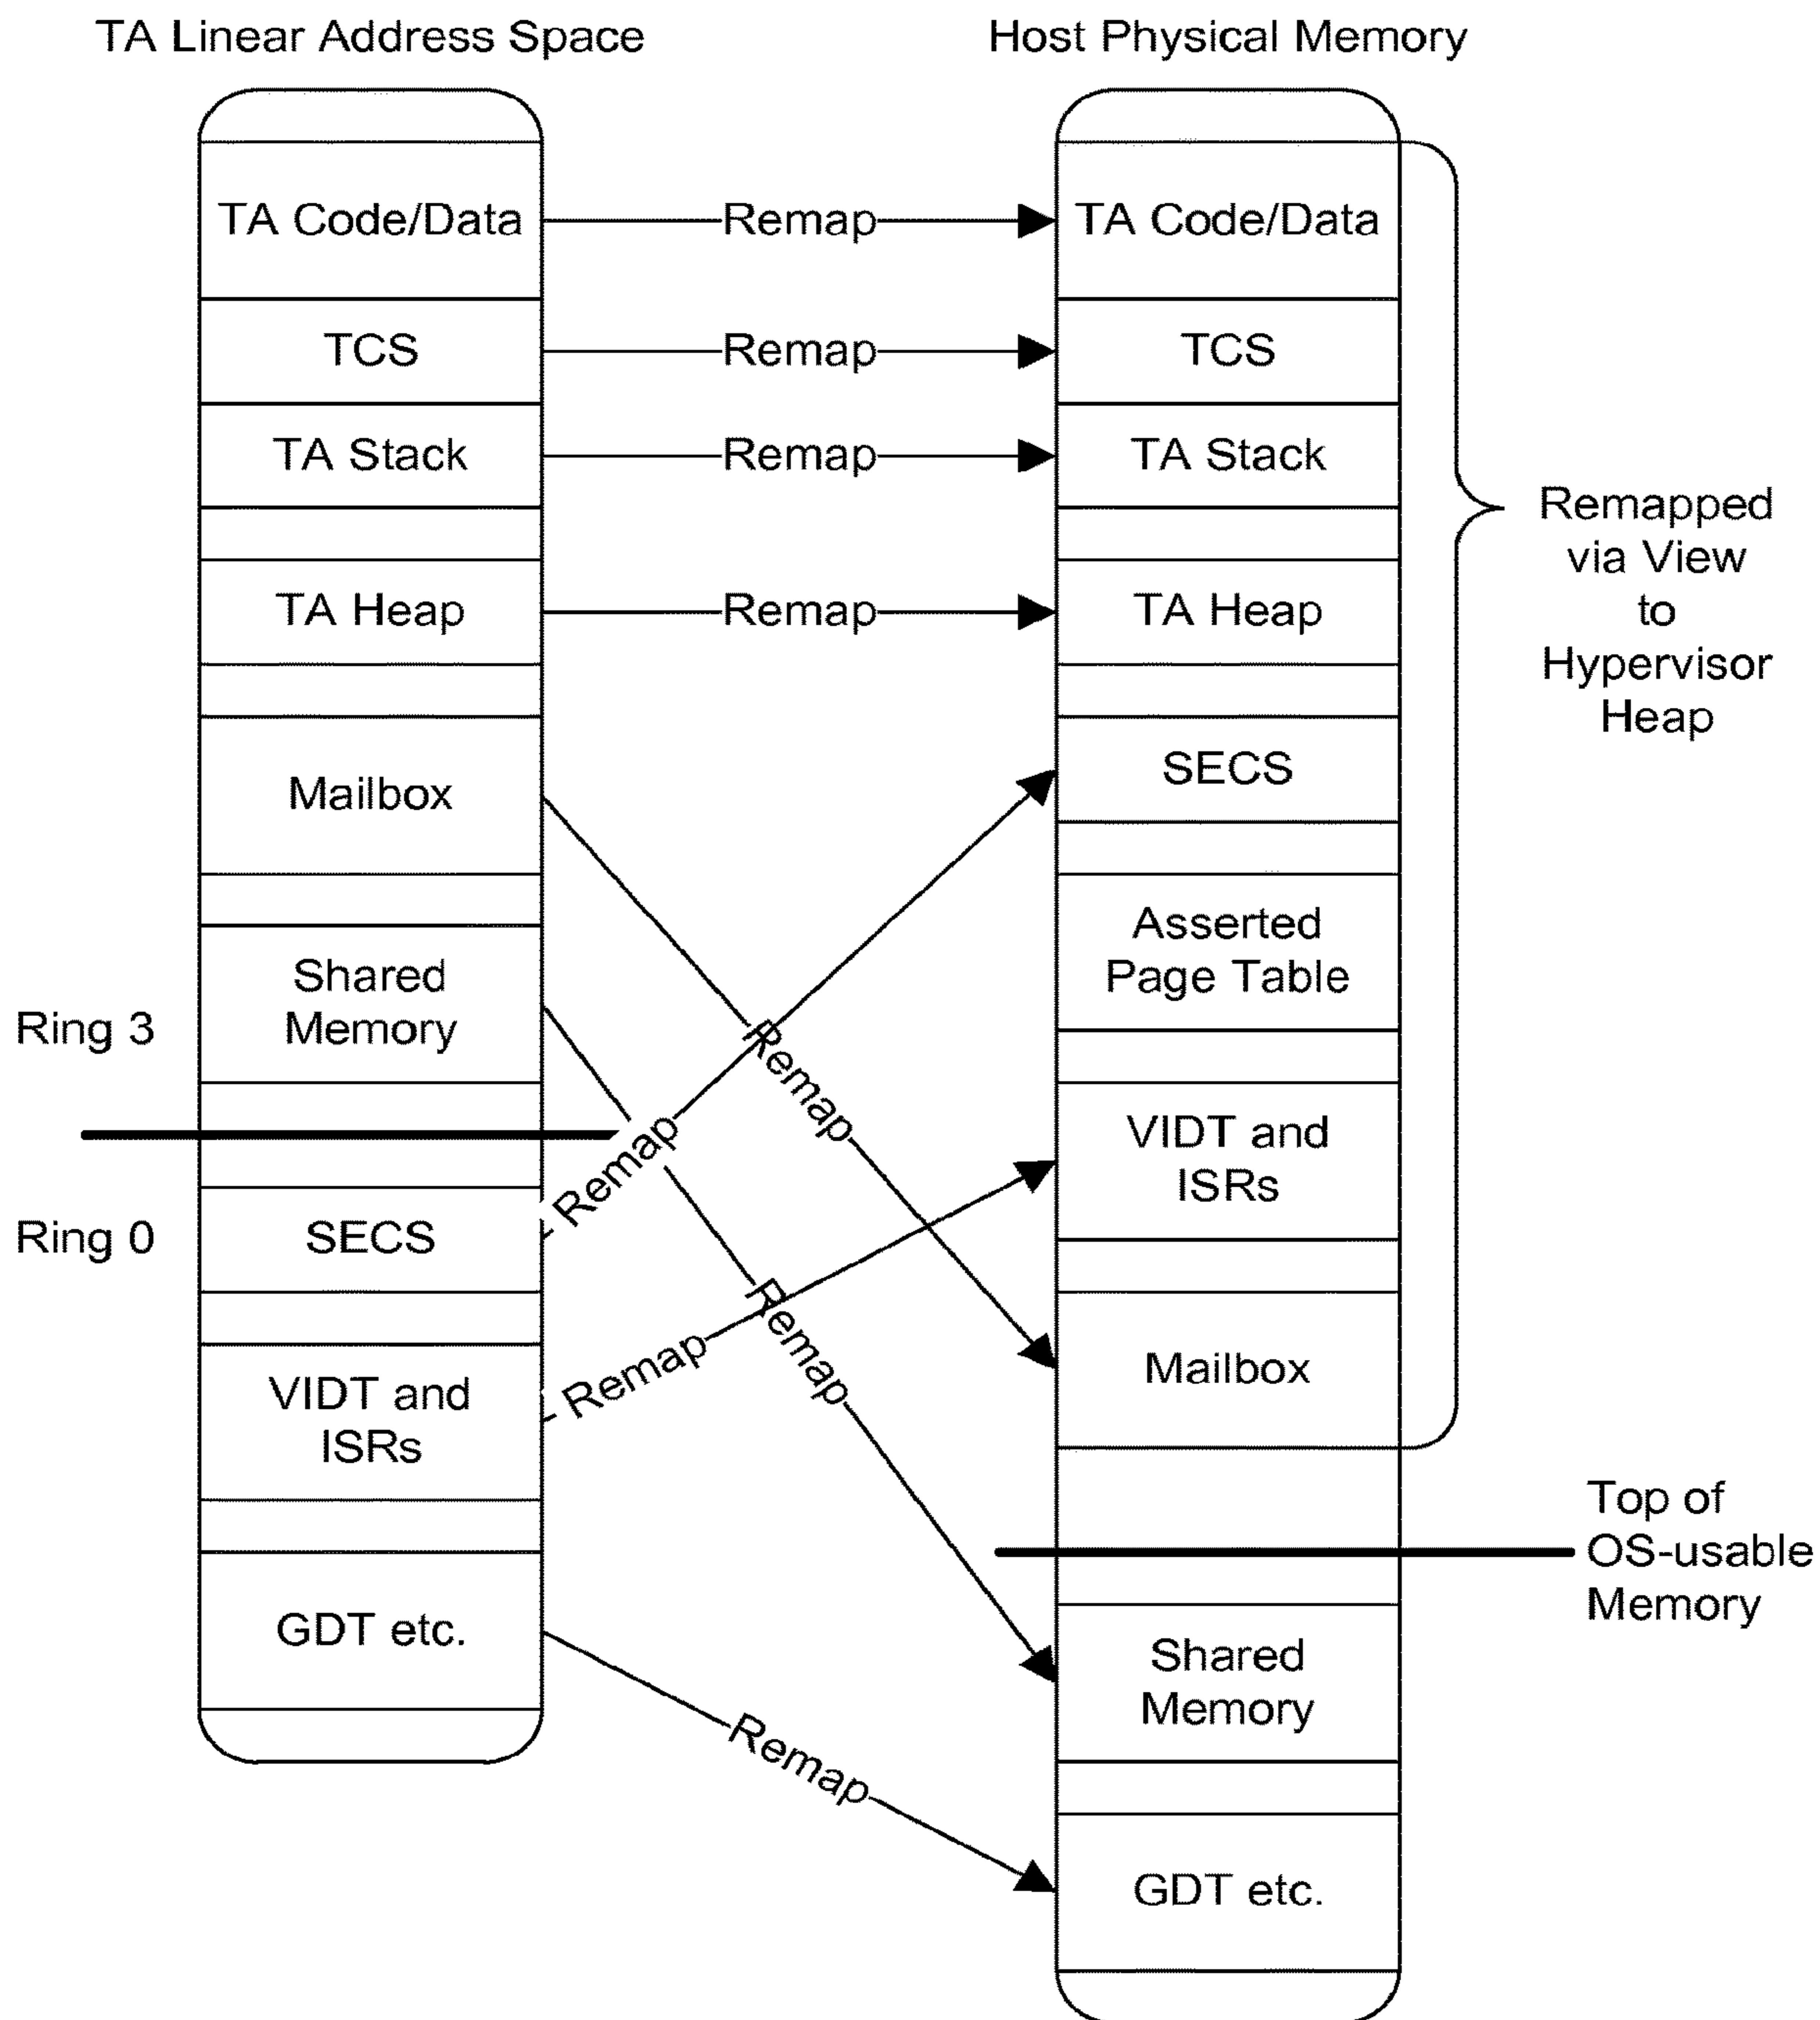 TA Linear Address Space
Host Physical Memory
TA Code/Data
Remap
TA Code/Data
TCS
Remap
TCS
TA Stack
Remap
TA Stack
TA Heap
Remap
TA Heap
Remapped
via View
to
Hypervisor
Heap
Mailbox
Remap
SECS
Asserted
Page Table
Shared
Memory
Ring 3
Remap
VIDT and
ISRs
Ring 0
SECS
Remap
Mailbox
VIDT and
ISRs
Remap
Top of
OS-usable
Memory
GDT etc.
Shared
Memory
Remap
GDT etc.